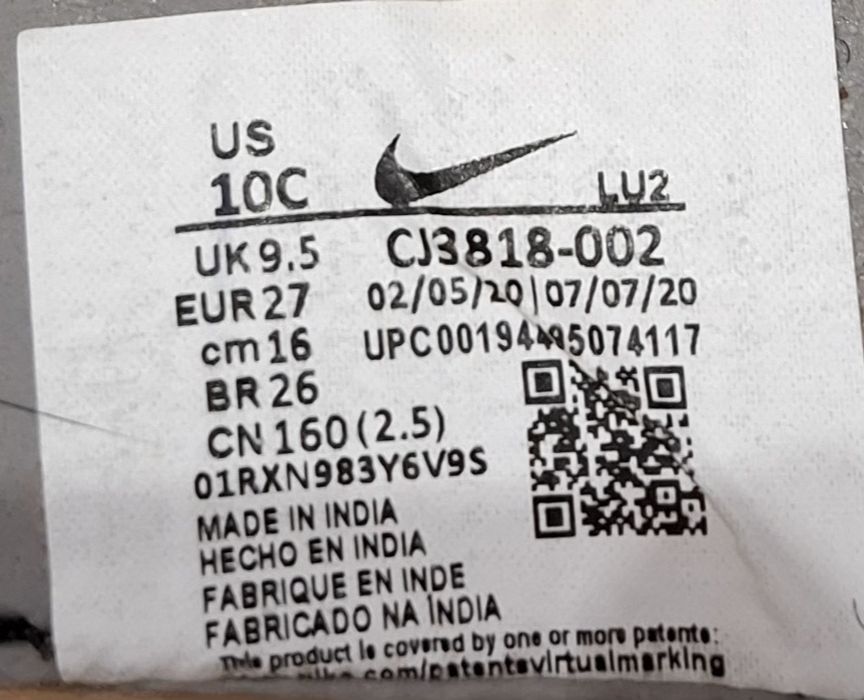 US
10C
LU2
UK 9.5 CJ3818-002
EUR 27 02/05/20|07/07/20
cm 16
BR 26
CN 160 (2.5)
01RXN983Y6V9S
MADE IN INDIA
HECHO EN INDIA
FABRIQUE EN INDE
FABRICADO NA ÍNDIA
This product is covered by one or more patents:
com/patentsvirtualmarking